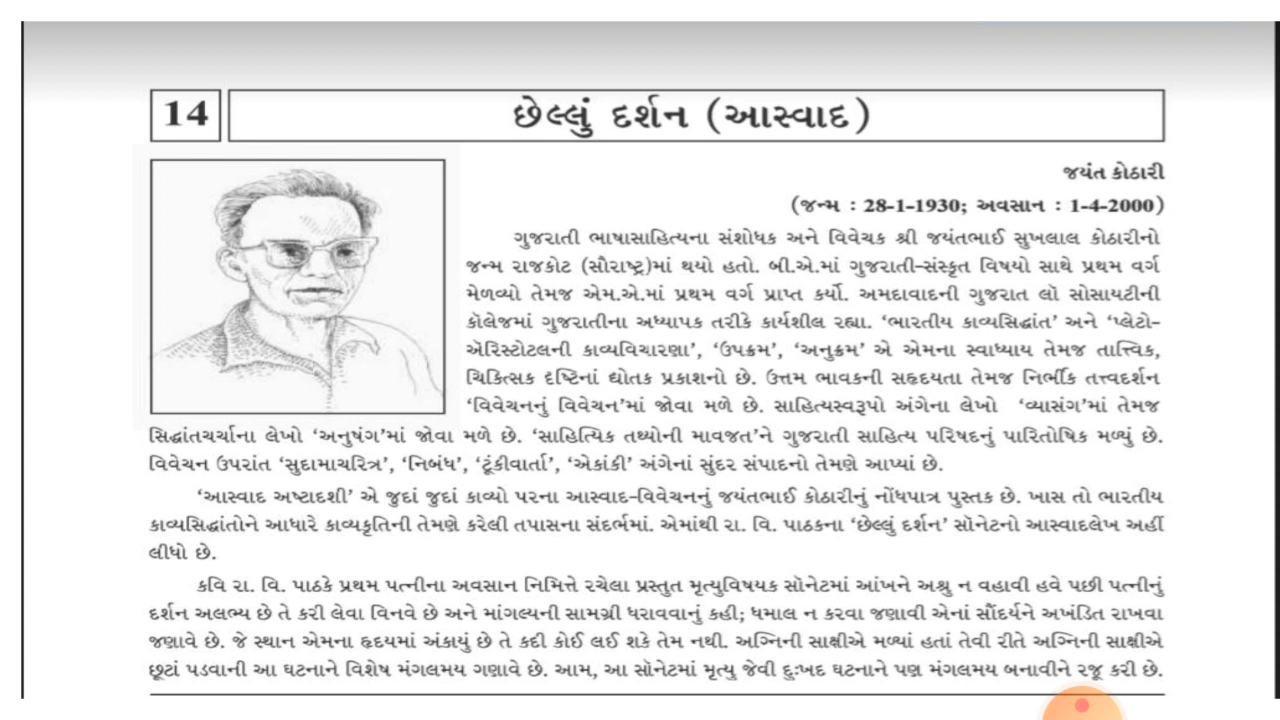 14
છેલ્લું દર્શન (આસ્વાદ)
જયંત કોઠારી
(જન્મ : 28-1-1930; અવસાન : 1-4-2000)
ગુજરાતી ભાષાસાહિત્યના સંશોધક અને વિવેચક શ્રી જયંતભાઈ સુખલાલ કોઠારીનો
જન્મ રાજકોટ (સૌરાષ્ટ્ર)માં થયો હતો. બી.એ.માં ગુજરાતી-સંસ્કૃત વિષયો સાથે પ્રથમ વર્ગ
મેળવ્યો તેમજ એમ.એ.માં પ્રથમ વર્ગ પ્રાપ્ત કર્યો. અમદાવાદની ગુજરાત લૉ સોસાયટીની
કૉલેજમાં ગુજરાતીના અધ્યાપક તરીકે કાર્યશીલ રહ્યા. ‘ભારતીય કાવ્યસિદ્ધાંત’ અને ‘પ્લેટો-
ઍરિસ્ટોટલની કાવ્યવિચારણા’, ‘ઉપક્રમ’, ‘અનુક્રમ’ એ એમના સ્વાધ્યાય તેમજ તાત્ત્વિક,
ચિકિત્સક દૃષ્ટિનાં દ્યોતક પ્રકાશનો છે. ઉત્તમ ભાવકની સહૃદયતા તેમજ નિર્ભીક તત્ત્વદર્શન
‘વિવેચનનું વિવેચન’માં જોવા મળે છે. સાહિત્યસ્વરૂપો અંગેના લેખો ‘વ્યાસંગ’માં તેમજ
સિદ્ધાંતચર્ચાના લેખો ‘અનુષંગ’માં જોવા મળે છે. ‘સાહિત્યિક તથ્યોની માવજત’ને ગુજરાતી સાહિત્ય પરિષદનું પારિતોષિક મળ્યું છે.
વિવેચન ઉપરાંત ‘સુદામાચરિત્ર’, ‘નિબંધ’, ‘ટૂંકીવાર્તા’, ‘એકાંકી’ અંગેનાં સુંદર સંપાદનો તેમણે આપ્યાં છે.
‘આસ્વાદ અષ્ટાદશી’ એ જુદાં જુદાં કાવ્યો પરના આસ્વાદ-વિવેચનનું જયંતભાઈ કોઠારીનું નોંધપાત્ર પુસ્તક છે. ખાસ તો ભારતીય
કાવ્યસિદ્ધાંતોને આધારે કાવ્યકૃતિની તેમણે કરેલી તપાસના સંદર્ભમાં. એમાંથી રા. વિ. પાઠકના ‘છેલ્લું દર્શન’ સૉનેટનો આસ્વાદલેખ અહીં
લીધો છે.
કવિ રા. વિ. પાઠકે પ્રથમ પત્નીના અવસાન નિમિત્તે રચેલા પ્રસ્તુત મૃત્યુવિષયક સૉનેટમાં આંખને અશ્રુ ન વહાવી હવે પછી પત્નીનું
દર્શન અલભ્ય છે તે કરી લેવા વિનવે છે અને માંગલ્યની સામગ્રી ધરાવવાનું કહી; ધમાલ ન કરવા જણાવી એનાં સૌંદર્યને અખંડિત રાખવા
જણાવે છે. જે સ્થાન એમના હૃદયમાં અંકાયું છે તે કદી કોઈ લઈ શકે તેમ નથી. અગ્નિની સાક્ષીએ મળ્યાં હતાં તેવી રીતે અગ્નિની સાક્ષીએ
છૂટાં પડવાની આ ઘટનાને વિશેષ મંગલમય ગણાવે છે. આમ, આ સૉનેટમાં મૃત્યુ જેવી દુઃખદ ઘટનાને પણ મંગલમય બનાવીને રજૂ કરી છે.